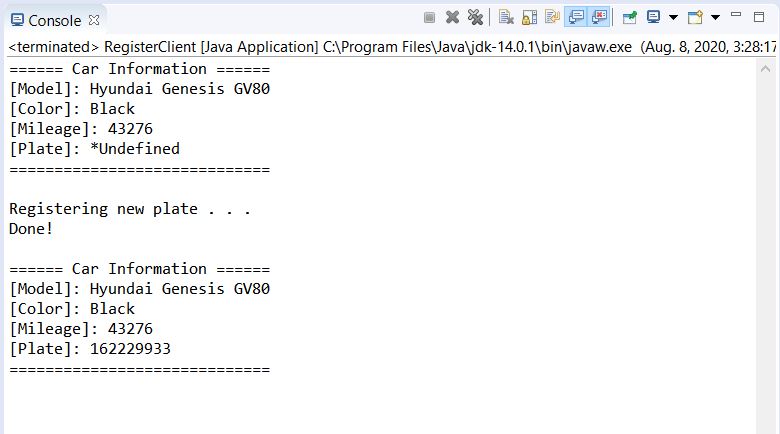 Console
<terminated> RegisterClient [Java Application] C:\Program Files\Java\jdk-14.0.1\bin\javaw.exe (Aug. 8, 2020, 3:28:17
====== Car Information ======
[Model]: Hyundai Genesis GV80
[Color]: Black
[Mileage]: 43276
[Plate]: *Undefined
=============================
Registering new plate . . .
Done!
====== Car Information ======
[Model]: Hyundai Genesis GV80
[Color]: Black
[Mileage]: 43276
[Plate]: 162229933
=============================